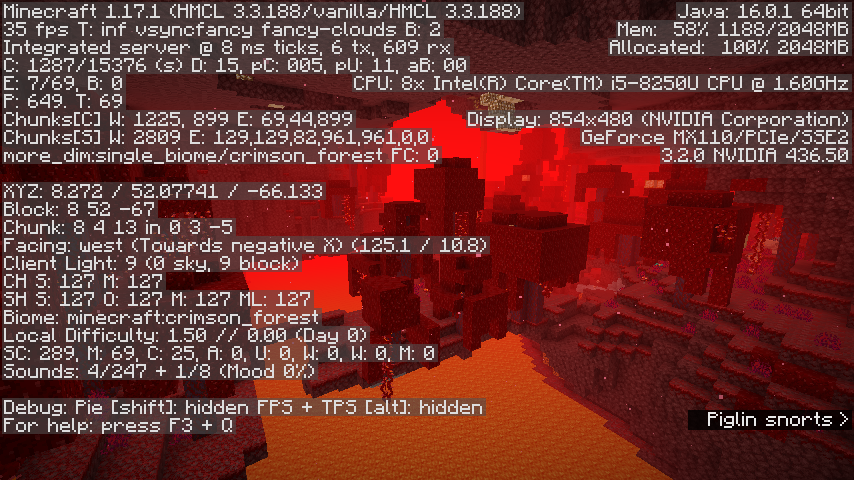 Minecraft 1.17.1 (HMCL 3.3.188/vanilla/HMCL 3.3.188)
35 fps T: inf vsyncfancy fancy-clouds B: 2
Integrated server @ 8 ms ticks, 6 tx, 609 rx
C: 1287/15376 (s) D: 15, pC: 005, pU: 11, aB: 00
E: 7/69, B: 0
P: 649. T: 69
Chunks[C] W: 1225, 899 E: 69,44,899
Chunks[S] W: 2809 E: 129,129,82,961,961,0,0
more_dim:single_biome/crimson_forest FC: 0
XYZ: 8.272 / 52.07741 / -66.133
Block: 8 52 -67
Chunk: 8 4 13 in 0 3 -5
Facing: west (Towards negative X) (125.1 / 10.8)
Client Light: 9 (0 sky, 9 block)
CH S: 127 M: 127
SH S: 127 O: 127 M: 127 ML: 127
Biome: minecraft:crimson_forest
Local Difficulty: 1.50 // 0.00 (Day 0)
SC: 289, M: 69, C: 25, A: 0, U: 0, W: 0, W: 0, M: 0
Sounds: 4/247 + 1/8 (Mood 0%)
Debug: Pie [shift]: hidden FPS + TPS [alt]: hidden
For help: press F3 + Q
Java: 16.0.1 64bit
Mem: 58% 1188/2048MB
Allocated: 100% 2048MB
CPU: 8x Intel(R) Core(TM) i5-8250U CPU @ 1.60GHz
Display: 854x480 (NVIDIA Corporation)
GeForce MX110/PCIe/SSE2
3.2.0 NVIDIA 436.50
Piglin snorts >